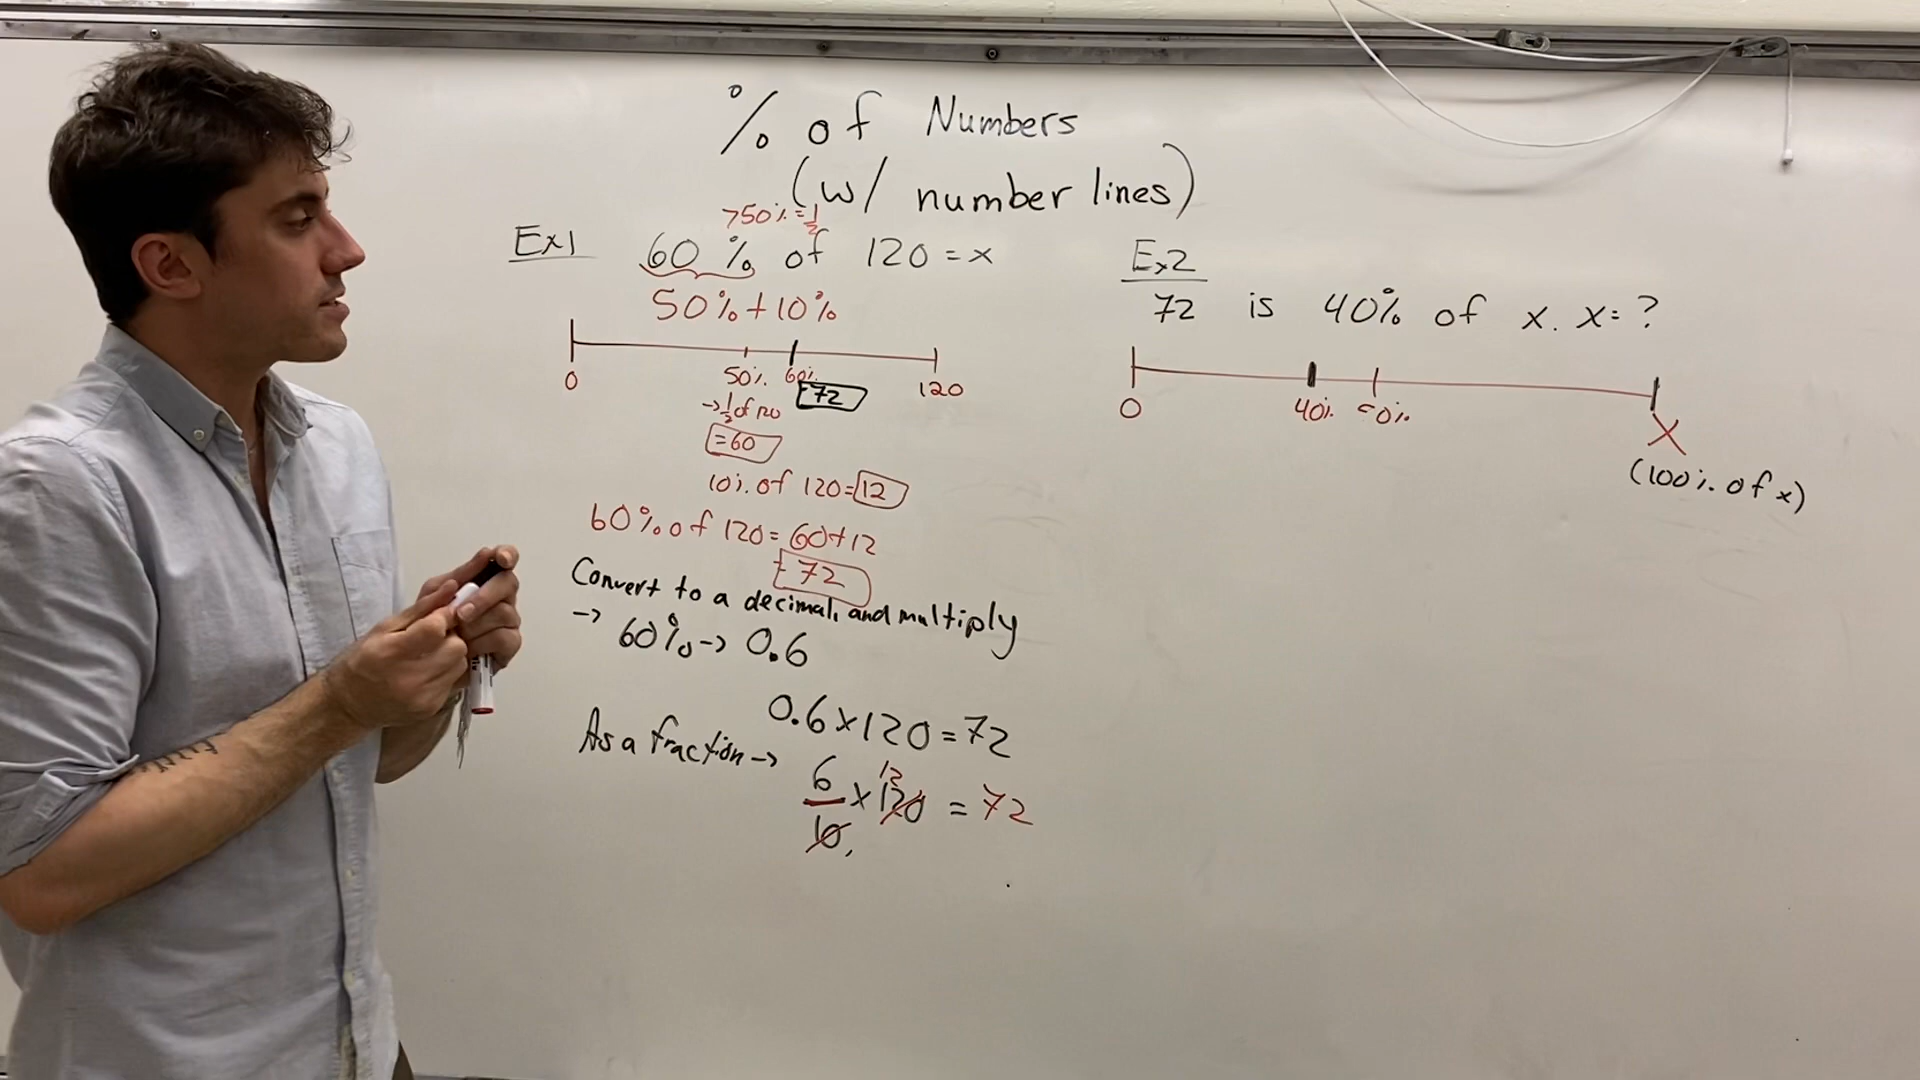 % of Numbers
(w/ number lines)
>50% = 1/2
Ex1
60 % of 120 = x
50% + 10%
0
50%
60%
120
= 72
→ 1/2 of 120
= 60
10% of 120 = 12
60% of 120 = 60 + 12
= 72
Convert to a decimal, and multiply
→ 60% → 0.6
0.6 x 120 = 72
As a fraction →
12
6/10 x 120 = 72
Ex2
72 is 40% of x. x = ?
0
40%
x
(100% of x)